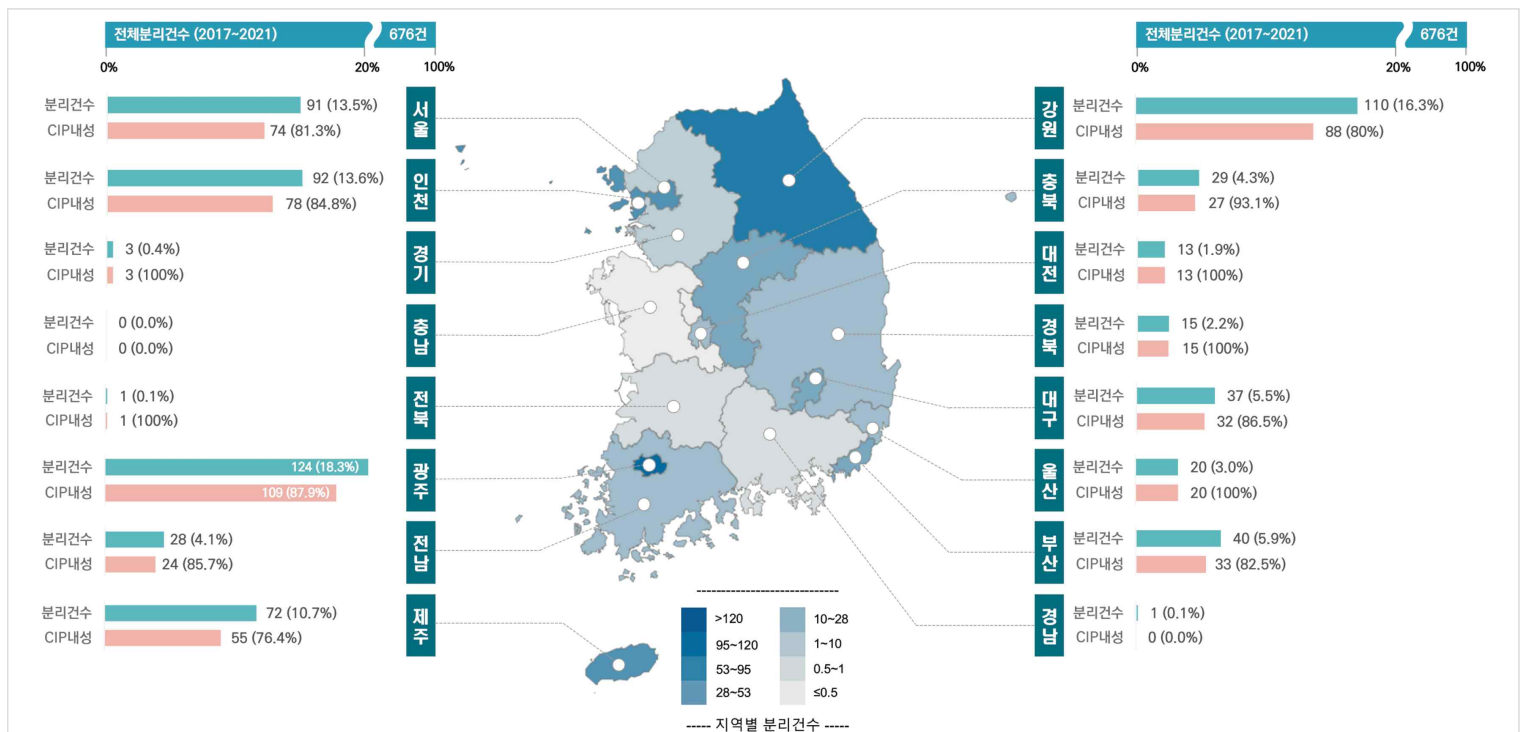 전체분리건수 (2017~2021) 676건
0% 20% 100%
분리건수 91 (13.5%)
CIP내성 74 (81.3%)
서울
분리건수 92 (13.6%)
CIP내성 78 (84.8%)
인천
분리건수 3 (0.4%)
CIP내성 3 (100%)
경기
분리건수 0 (0.0%)
CIP내성 0 (0.0%)
충남
분리건수 1 (0.1%)
CIP내성 1 (100%)
전북
분리건수 124 (18.3%)
CIP내성 109 (87.9%)
광주
분리건수 28 (4.1%)
CIP내성 24 (85.7%)
전남
분리건수 72 (10.7%)
CIP내성 55 (76.4%)
제주
>120
95~120
53~95
28~53
10~28
1~10
0.5~1
≤0.5
----- 지역별 분리건수 -----
전체분리건수 (2017~2021) 676건
0% 20% 100%
강원
분리건수 110 (16.3%)
CIP내성 88 (80%)
충북
분리건수 29 (4.3%)
CIP내성 27 (93.1%)
대전
분리건수 13 (1.9%)
CIP내성 13 (100%)
경북
분리건수 15 (2.2%)
CIP내성 15 (100%)
대구
분리건수 37 (5.5%)
CIP내성 32 (86.5%)
울산
분리건수 20 (3.0%)
CIP내성 20 (100%)
부산
분리건수 40 (5.9%)
CIP내성 33 (82.5%)
경남
분리건수 1 (0.1%)
CIP내성 0 (0.0%)